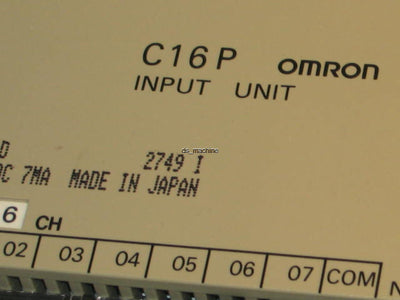 C16P OMRON
INPUT UNIT
ds_machino
D 2749 I
DC 7MA MADE IN JAPAN
6 CH
02 03 04 05 06 07 COM N